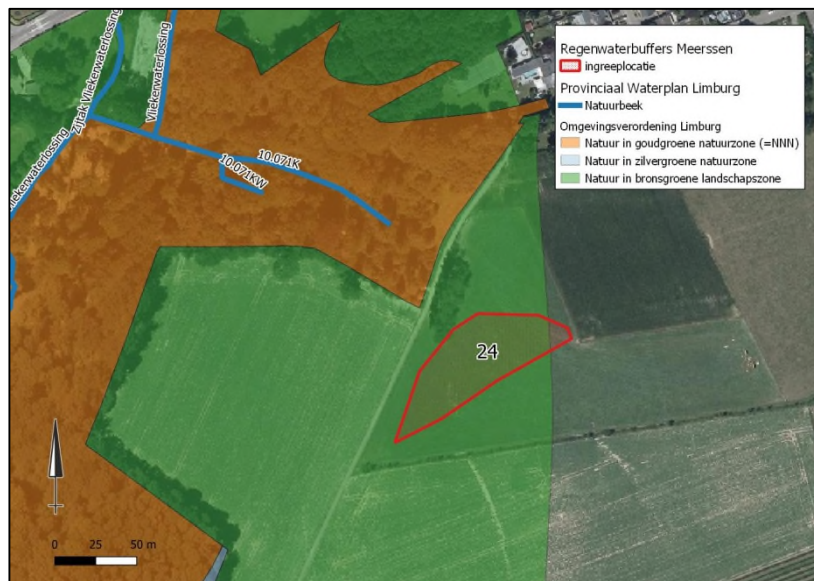 Regenwaterbuffers Meerssen
ingreeplocatie
Provinciaal Waterplan Limburg
Natuurbeek
Omgevingsverordening Limburg
Natuur in goudgroene natuurzone (=NNN)
Natuur in zilvergroene natuurzone
Natuur in bronsgroene landschapszone
Zijtak Vliekerwaterlossing
Vliekerwaterlossing
10.071K
10.071KW
24
0 25 50 m